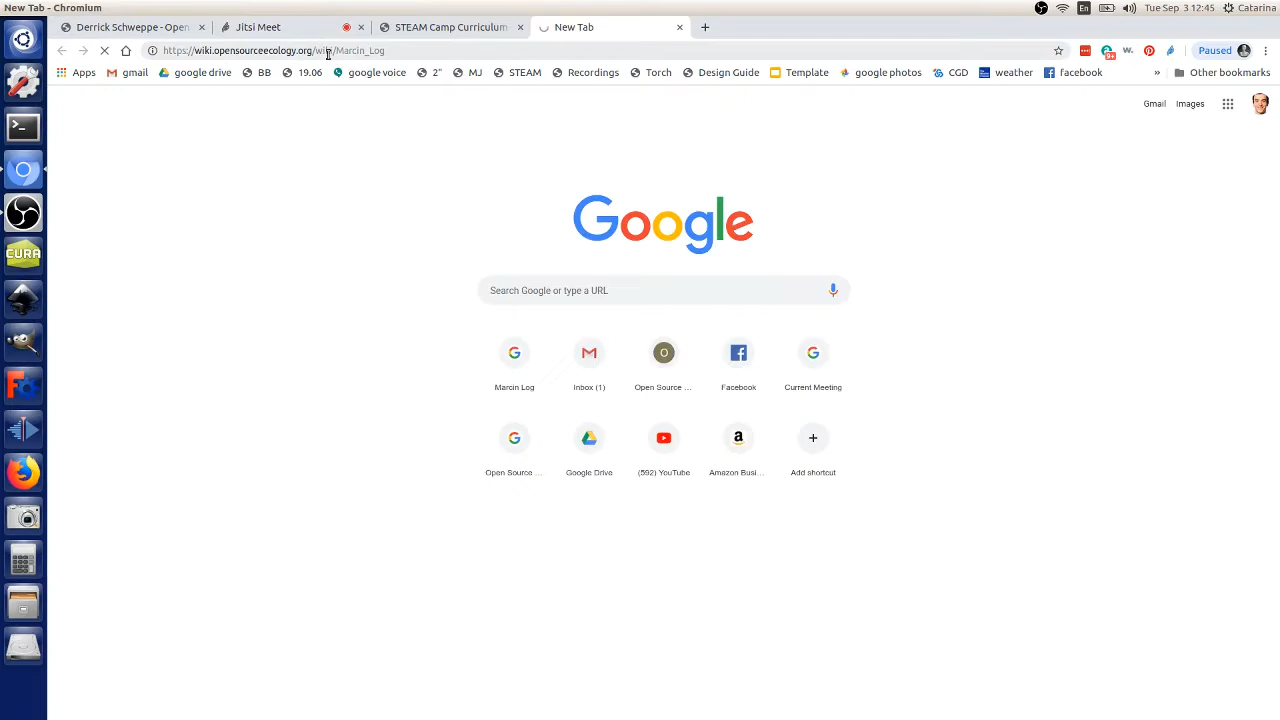 New Tab - Chromium
En
Tue Sep 3 12:45
Catarina
Derrick Schweppe - Open
Jitsi Meet
STEAM Camp Curriculum
New Tab
https://wiki.opensourceecology.org/wiki/Marcin_Log
9+
W.
Paused
Apps
gmail
google drive
BB
19.06
google voice
2"
MJ
STEAM
Recordings
Torch
Design Guide
Template
google photos
CGD
weather
facebook
»
Other bookmarks
Gmail
Images
CURA
Google
Search Google or type a URL
Marcin Log
Inbox (1)
O
Open Source ...
Facebook
Current Meeting
Open Source ...
Google Drive
(592) YouTube
Amazon Busi...
Add shortcut